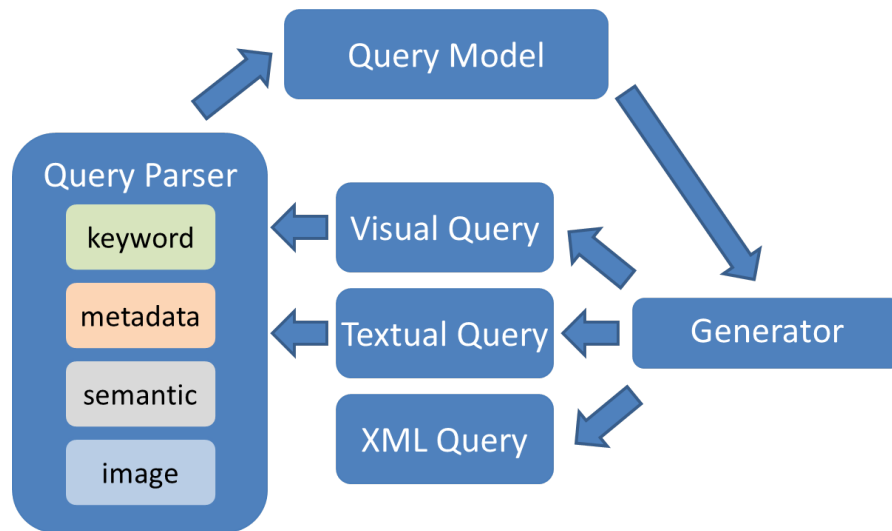 Query Model
Query Parser
keyword
metadata
semantic
image
Visual Query
Textual Query
XML Query
Generator